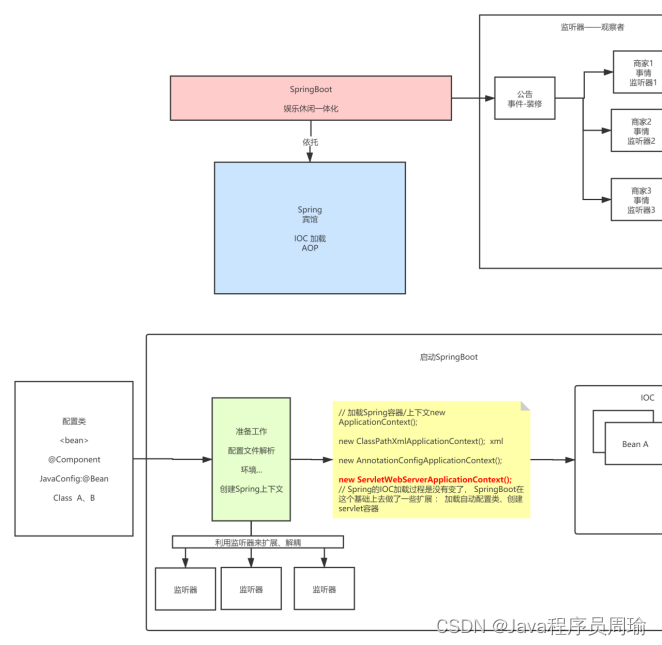 监听器——观察者
商家1
事情
监听器1
SpringBoot
娱乐休闲一体化
公告
事件-装修
商家2
事情
监听器2
依托
Spring
宾馆
IOC 加载
AOP
商家3
事情
监听器3
启动SpringBoot
配置类
<bean>
@Component
JavaConfig:@Bean
Class A、B
准备工作
配置文件解析
环境...
创建Spring上下文
// 加载Spring容器/上下文new
ApplicationContext();
new ClassPathXmlApplicationContext(); xml
new AnnotationConfigApplicationContext();
new ServletWebServerApplicationContext();
// Spring的IOC加载过程是没有变了， SpringBoot在
这个基础上去做了一些扩展 ： 加载自动配置类、创建
servlet容器
IOC
Bean A
利用监听器来扩展、解耦
监听器
监听器
监听器
CSDN @Java程序员周瑜